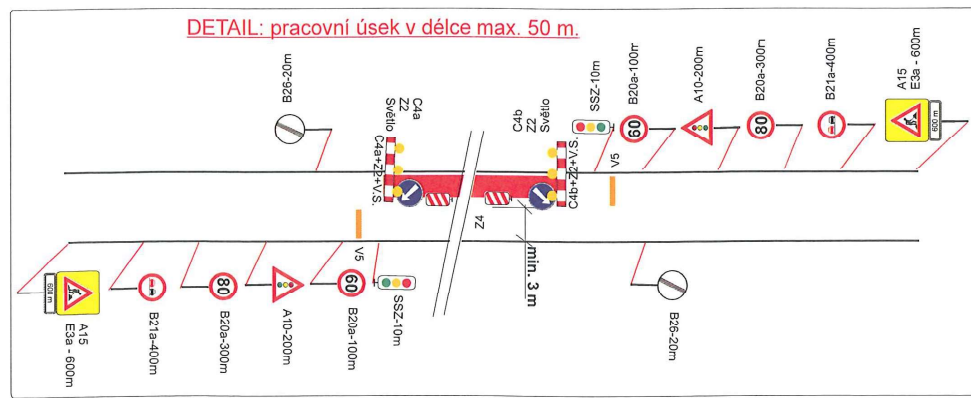 DETAIL: pracovní úsek v délce max. 50 m.
B26-20m
Světlo
Z2
C4a
C4a+Z2+V.S.
C4b
Z2
Světlo
C4b+Z2+V.S.
SSZ-10m
B20a-100m
60
A10-200m
B20a-300m
80
B21a-400m
A15
E3a - 600m
600 m
V5
V5
Z4
min. 3 m
A15
E3a - 600m
B21a-400m
80
B20a-300m
A10-200m
60
B20a-100m
SSZ-10m
B26-20m